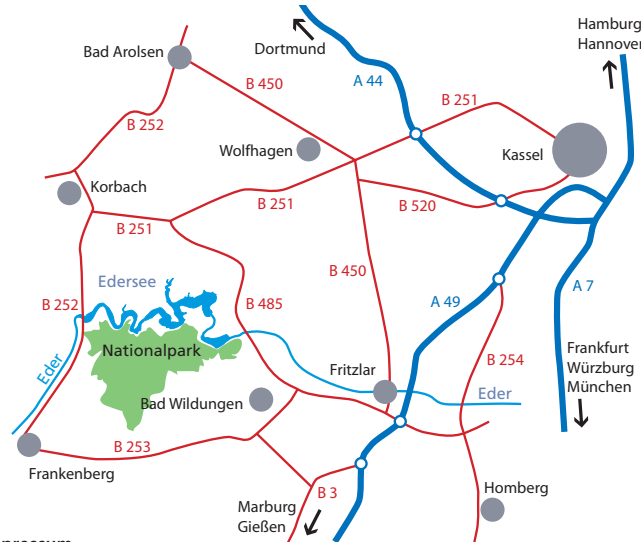 Hamburg
Hannover
Dortmund
Bad Arolsen
B 450
A 44
B 251
B 252
Wolfhagen
Kassel
Korbach
B 251
B 520
B 251
Edersee
A 7
B 252
B 485
B 450
A 49
Nationalpark
Eder
Fritzlar
B 254
Frankfurt
Würzburg
München
Eder
Bad Wildungen
B 253
Frankenberg
B 3
Homberg
Marburg
Gießen